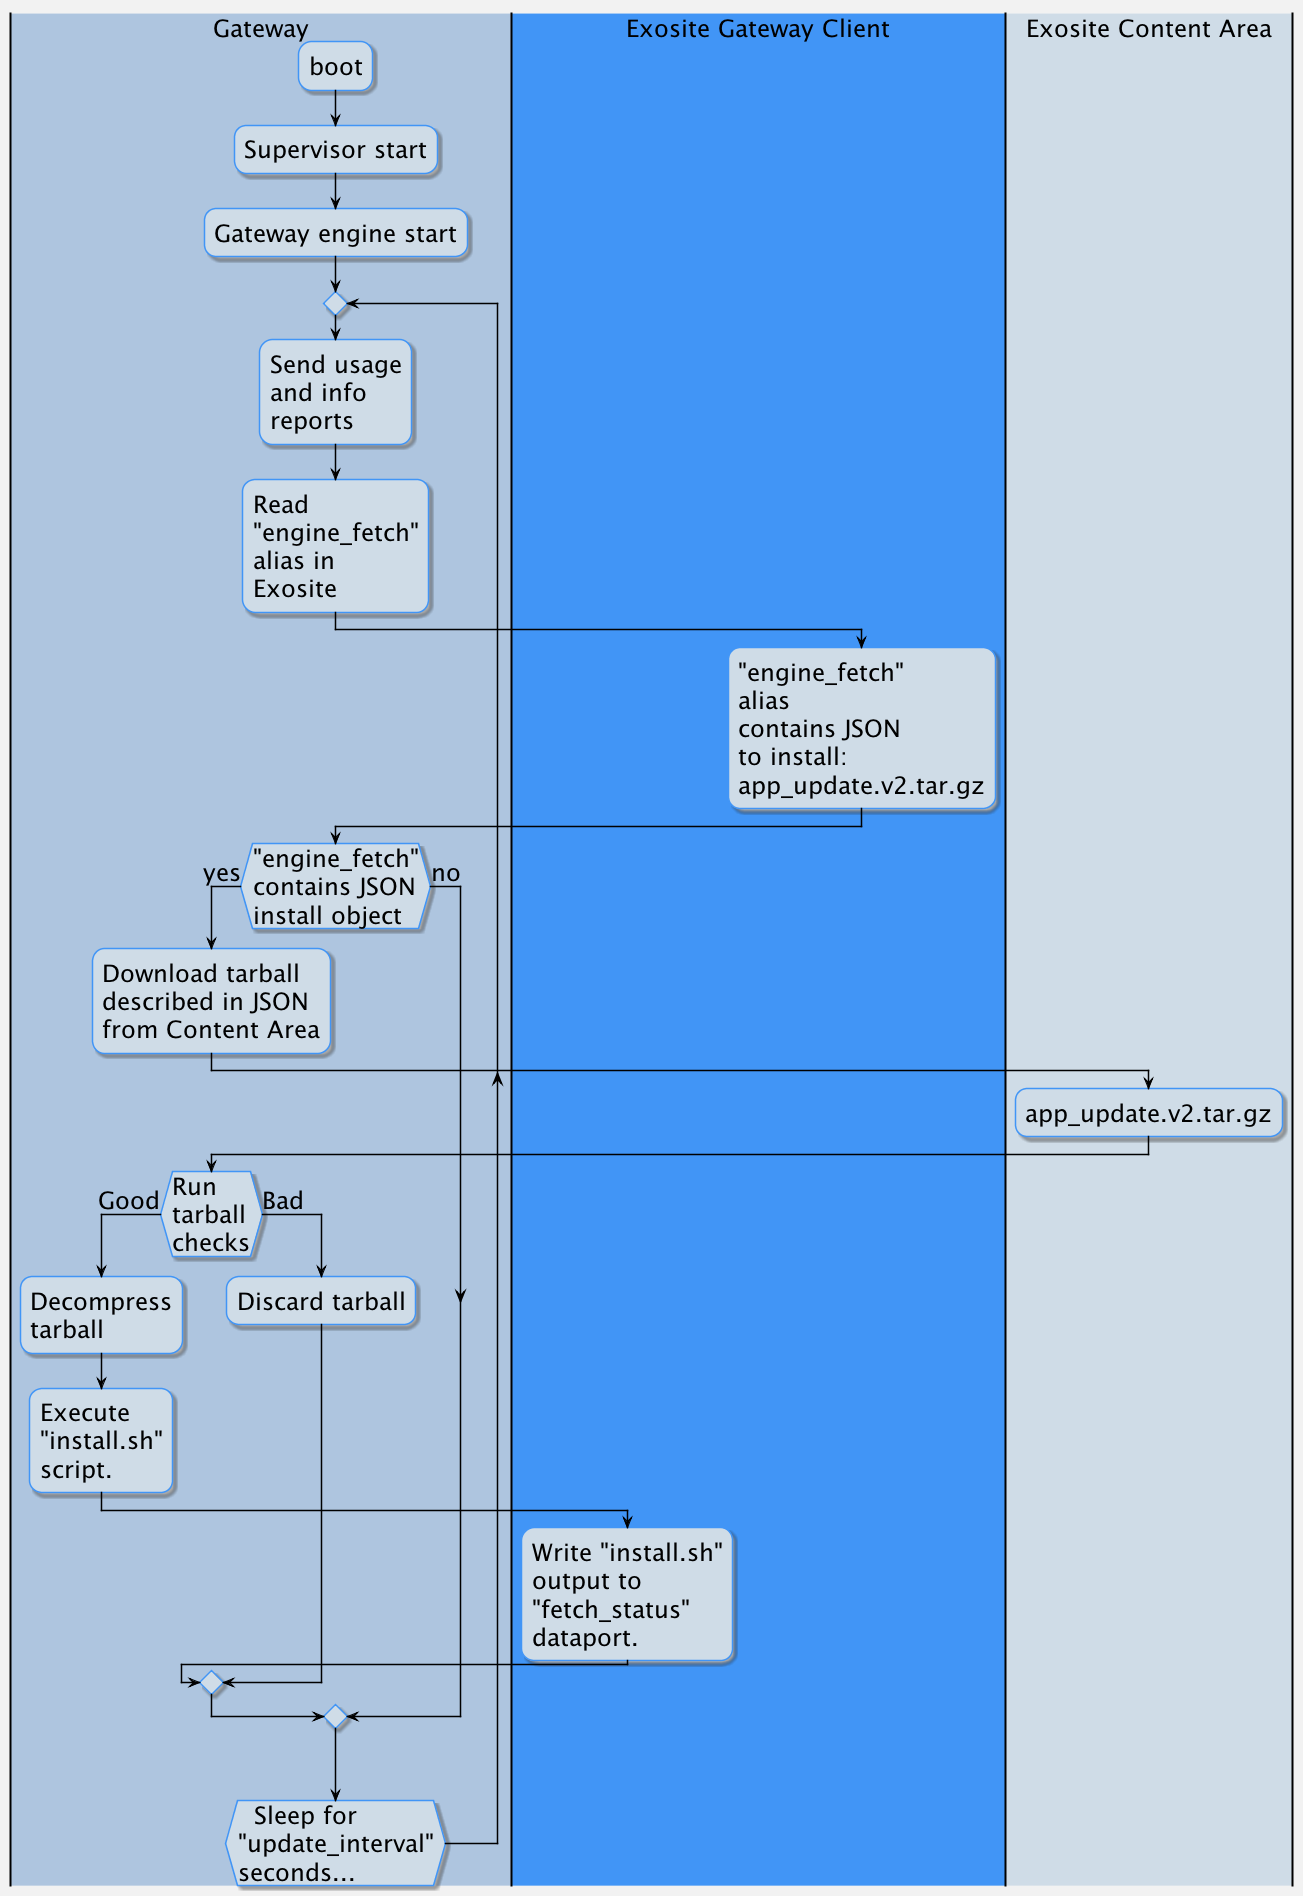 Gateway
Exosite Gateway Client
Exosite Content Area
boot
Supervisor start
Gateway engine start
Send usage
and info
reports
Read
"engine_fetch"
alias in
Exosite
"engine_fetch"
alias
contains JSON
to install:
app_update.v2.tar.gz
yes
"engine_fetch"
contains JSON
install object
no
Download tarball
described in JSON
from Content Area
app_update.v2.tar.gz
Good
Run
tarball
checks
Bad
Decompress
tarball
Discard tarball
Execute
"install.sh"
script.
Write "install.sh"
output to
"fetch_status"
dataport.
Sleep for
"update_interval"
seconds...